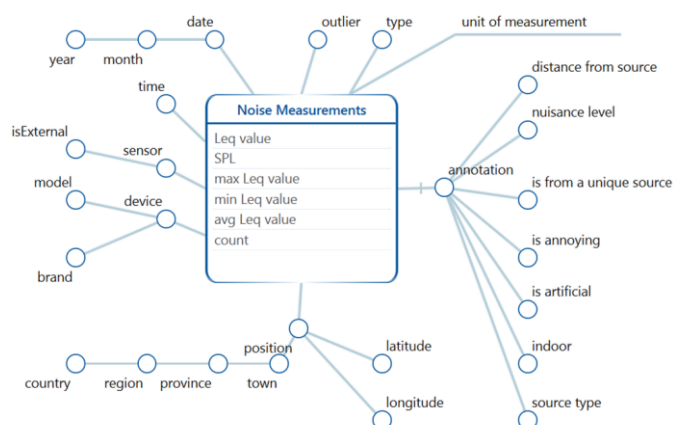 date
outlier
type
unit of measurement
year
month
distance from source
time
Noise Measurements
nuisance level
isExternal
Leq value
sensor
SPL
annotation
model
max Leq value
is from a unique source
device
min Leq value
avg Leq value
is annoying
count
brand
is artificial
position
latitude
indoor
country
region
province
town
longitude
source type